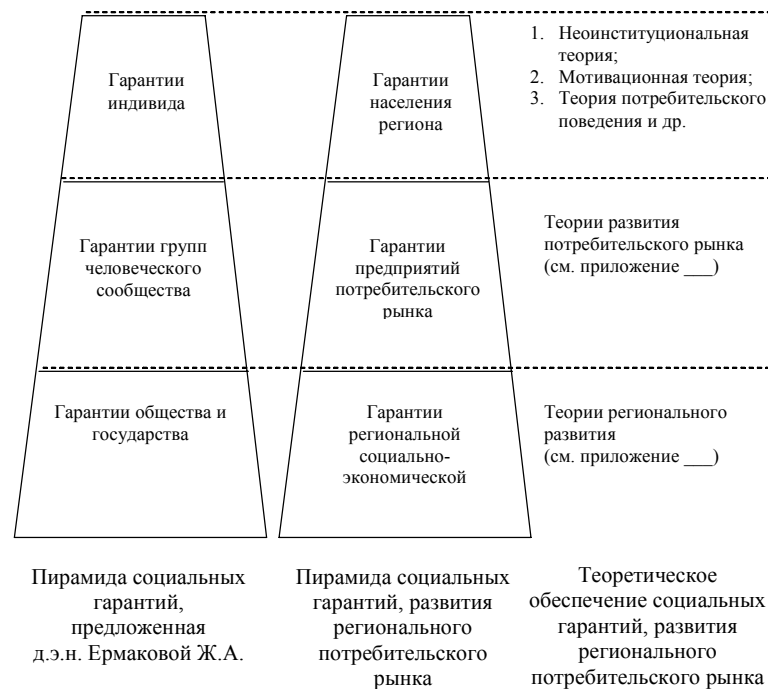 Гарантии
индивида
Гарантии
населения
региона
1. Неоинституциональная
теория;
2. Мотивационная теория;
3. Теория потребительского
поведения и др.
Гарантии групп
человеческого
сообщества
Гарантии
предприятий
потребительского
рынка
Теории развития
потребительского рынка
(см. приложение ___)
Гарантии общества и
государства
Гарантии
региональной
социально-
экономической
Теории регионального
развития
(см. приложение ___)
Пирамида социальных
гарантий,
предложенная
д.э.н. Ермаковой Ж.А.
Пирамида социальных
гарантий, развития
регионального
потребительского
рынка
Теоретическое
обеспечение социальных
гарантий, развития
регионального
потребительского рынка